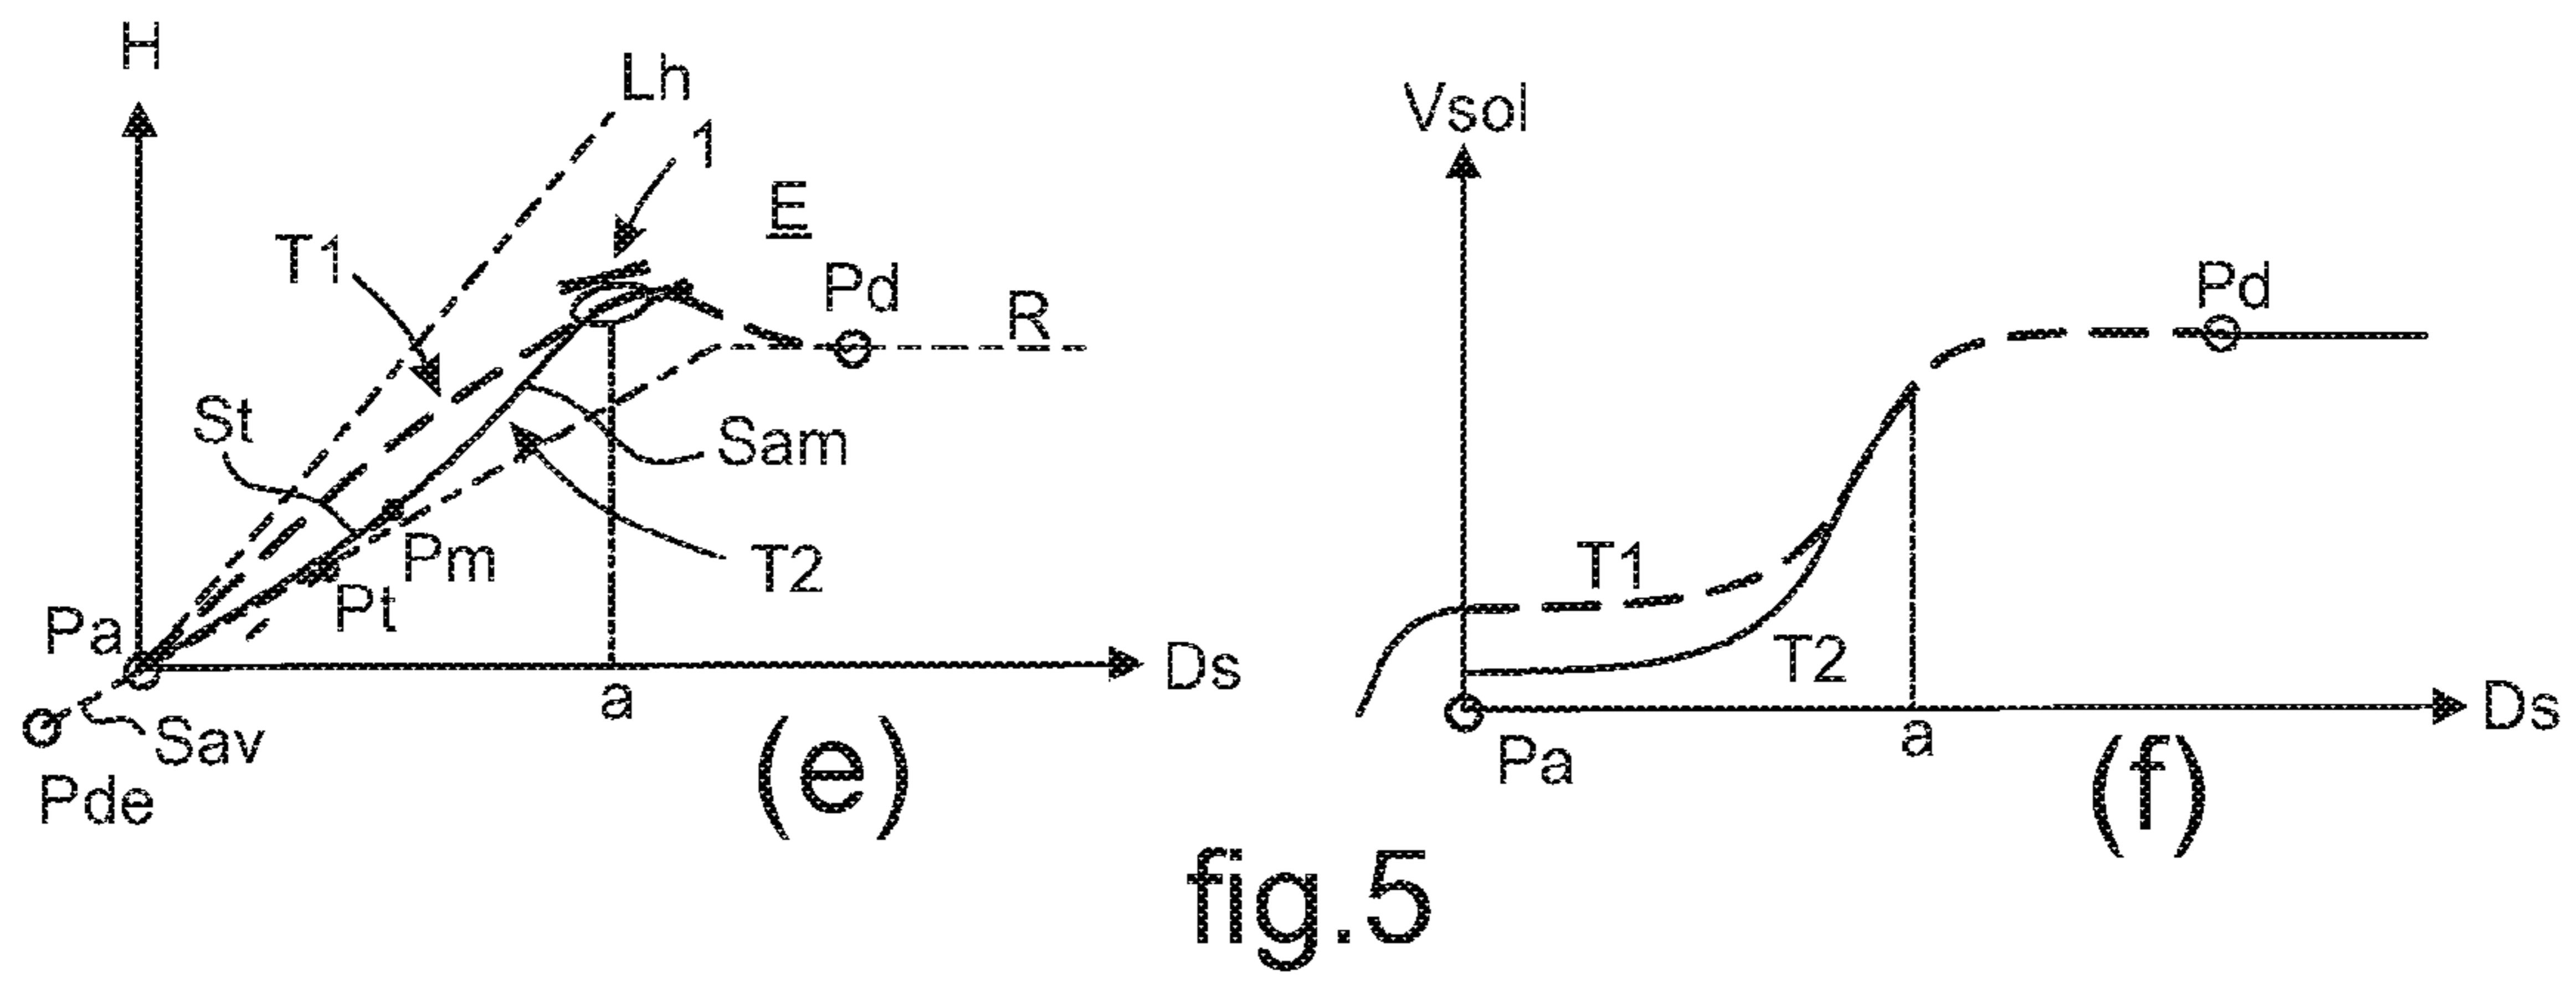 H
Lh
1
E
T1
Pd
R
St
Sam
Pm
T2
Pt
Pa
Ds
a
Sav
Pde
(e)
Vsol
Pd
T1
T2
Ds
Pa
a
(f)
fig.5